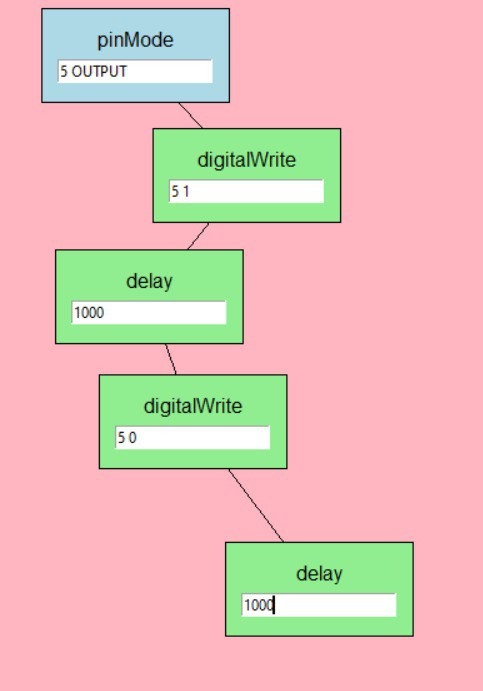 pinMode
5 OUTPUT
digitalWrite
5 1
delay
1000
digitalWrite
5 0
delay
1000